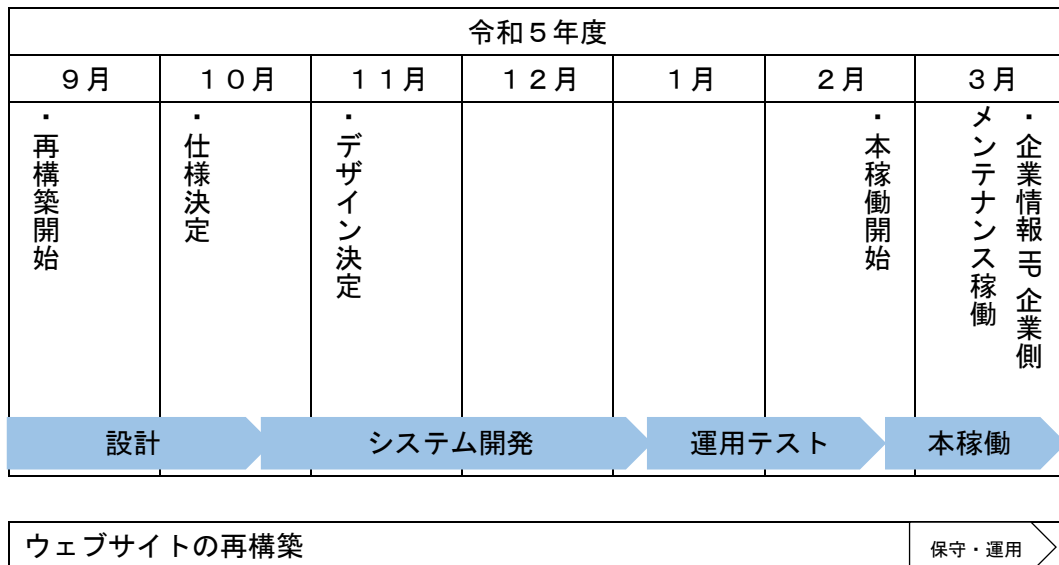 令和５年度
９月
１０月
１１月
１２月
１月
２月
３月
・再構築開始
・仕様決定
・デザイン決定
・本稼働開始
・企業情報HP企業側
メンテナンス稼働
設計
システム開発
運用テスト
本稼働
ウェブサイトの再構築
保守・運用